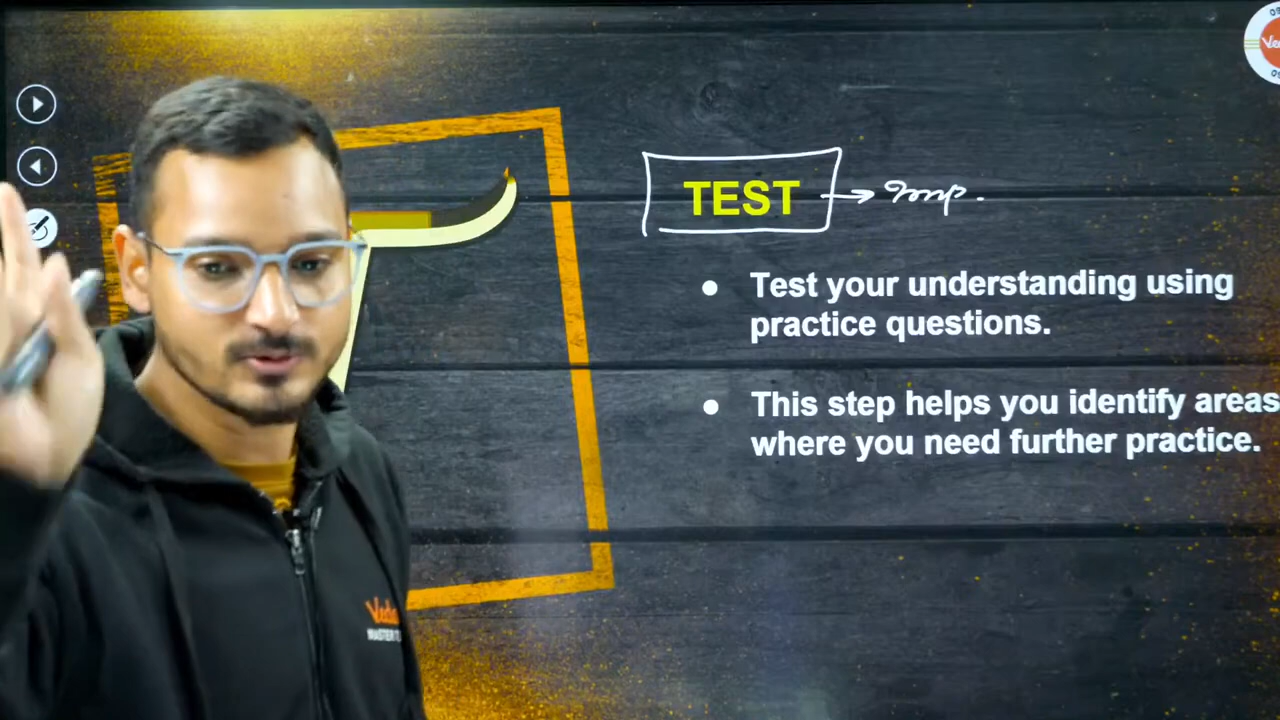 TEST → Imp.
• Test your understanding using
practice questions.
• This step helps you identify areas
where you need further practice.
MASTER